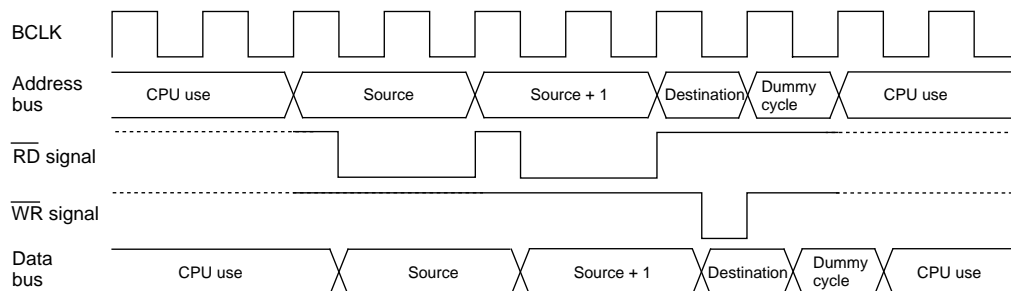 BCLK
Address
bus
CPU use
Source
Source + 1
Destination
Dummy
cycle
CPU use
RD signal
WR signal
Data
bus
CPU use
Source
Source + 1
Destination
Dummy
cycle
CPU use